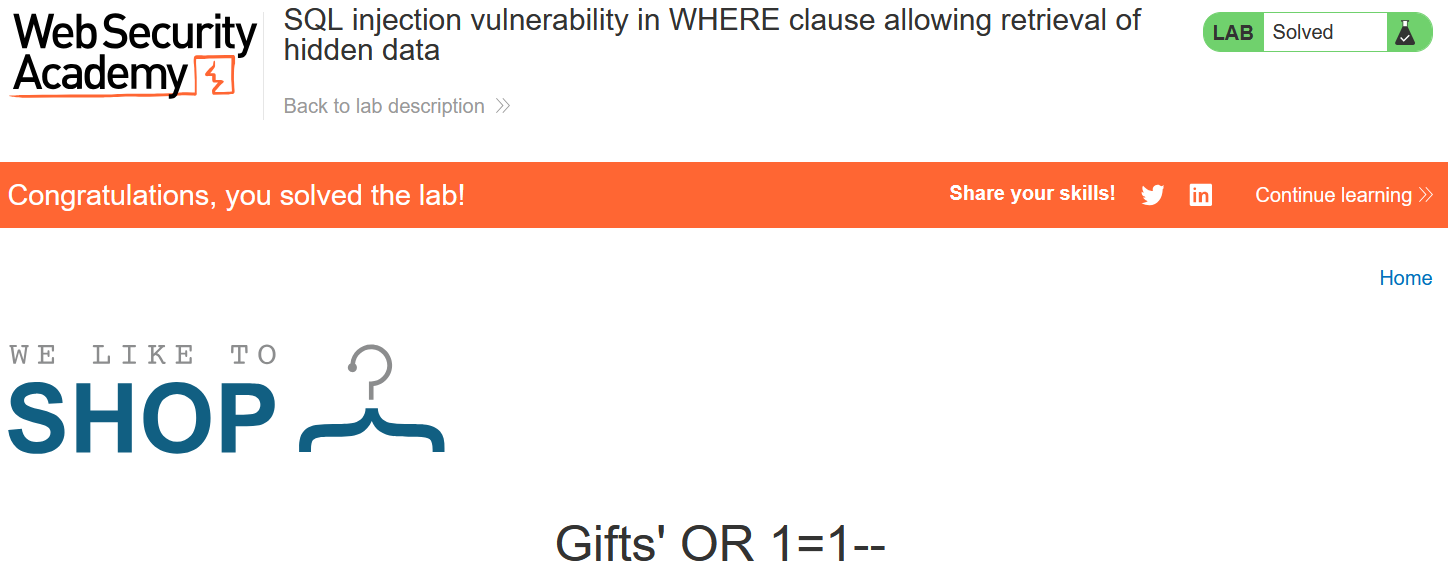 Web Security
Academy
SQL injection vulnerability in WHERE clause allowing retrieval of
hidden data
Back to lab description
LAB Solved
Congratulations, you solved the lab!
Share your skills!
Continue learning
Home
WE LIKE TO
SHOP
Gifts' OR 1=1--